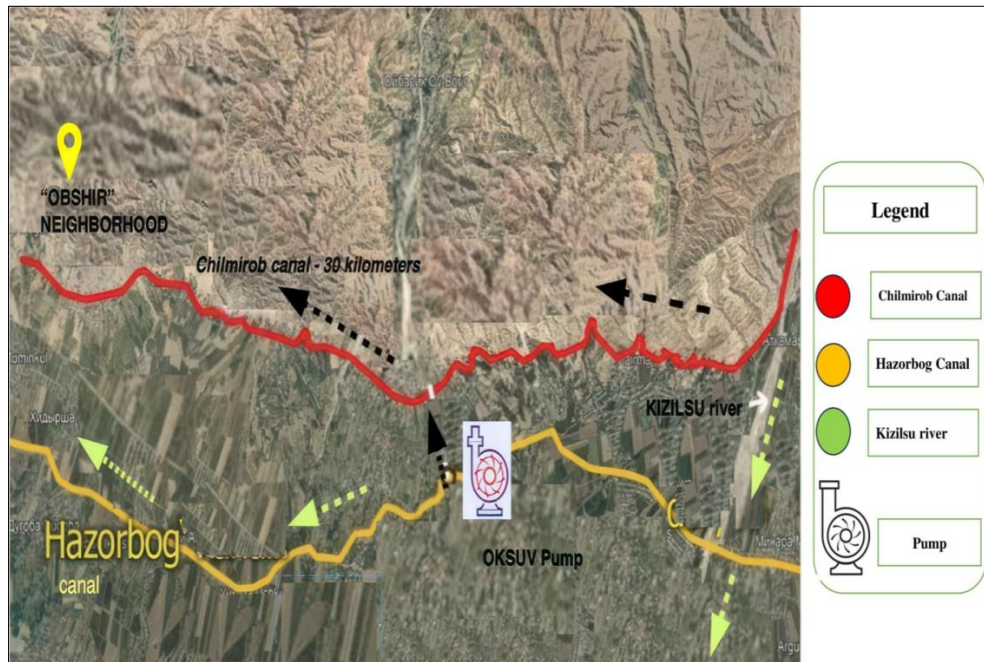 “OBSHIR”
NEIGHBORHOOD
Chilmirob canal - 30 kilometers
KIZILSU river
Хидырша
Hazorbog
canal
OKSUV Pump
Legend
Chilmirob Canal
Hazorbog Canal
Kizilsu river
Pump